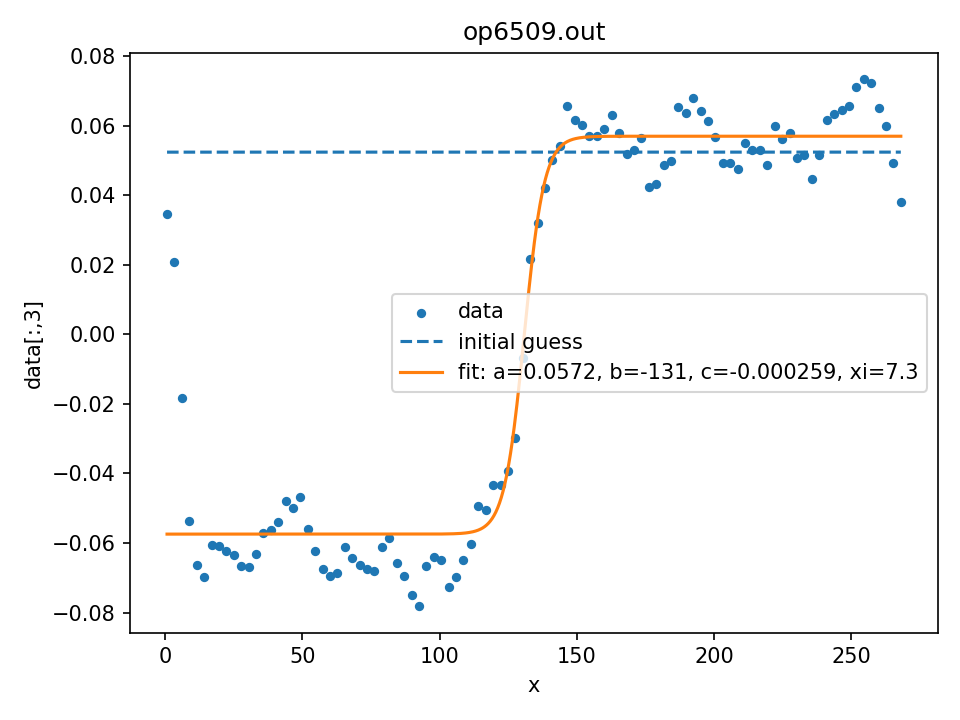 op6509.out
0.08
0.06
0.04
0.02
0.00
−0.02
−0.04
−0.06
−0.08
data[:,3]
data
initial guess
fit: a=0.0572, b=-131, c=-0.000259, xi=7.3
0 50 100 150 200 250
x